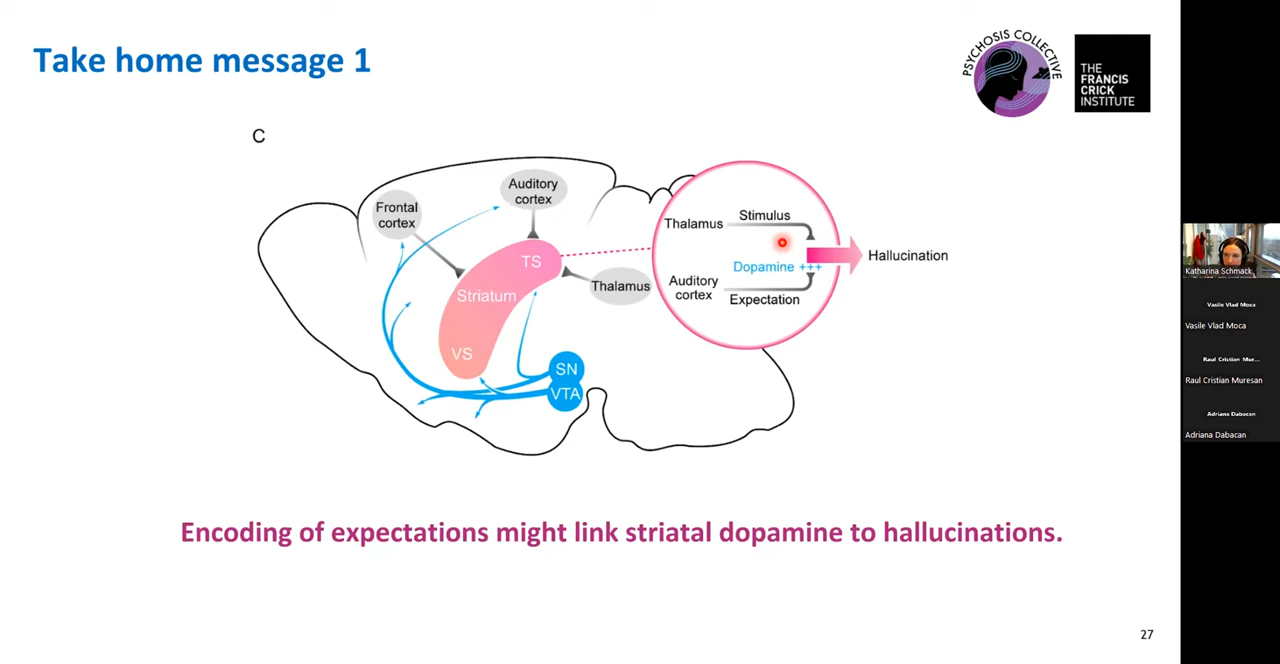 Take home message 1
PSYCHOSIS COLLECTIVE
THE
FRANCIS
CRICK
INSTITUTE
C
Frontal
cortex
Auditory
cortex
TS
Striatum
VS
Thalamus
SN
VTA
Thalamus
Stimulus
Dopamine +++
Auditory
cortex
Expectation
Hallucination
Encoding of expectations might link striatal dopamine to hallucinations.
27
Katharina Schmack
Vasile Vlad Moca
Vasile Vlad Moca
Raul Cristian Mur...
Raul Cristian Muresan
Adriana Dabacan
Adriana Dabacan